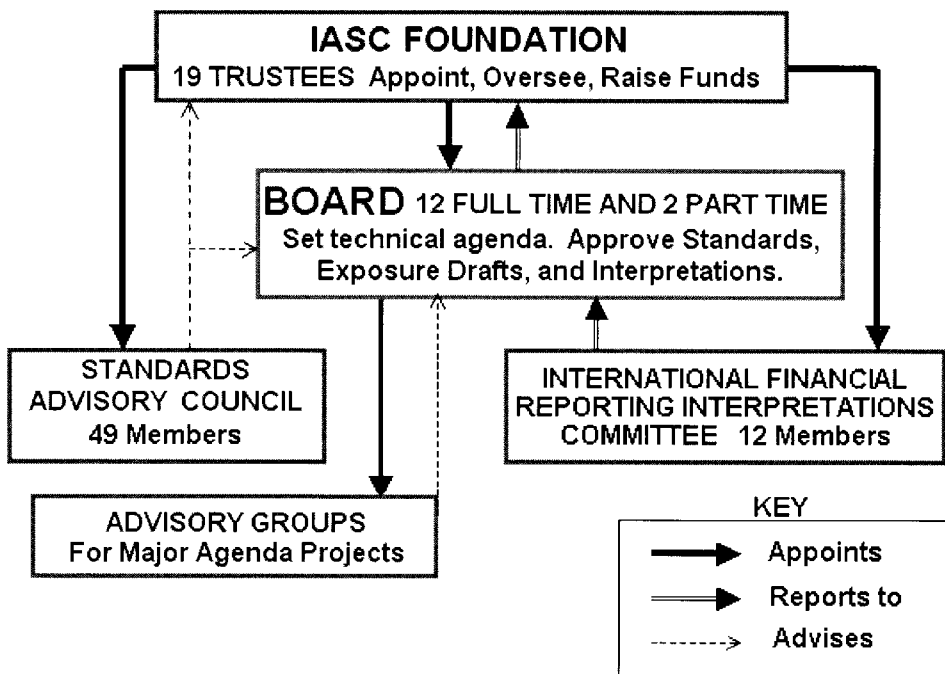 IASC FOUNDATION
19 TRUSTEES Appoint, Oversee, Raise Funds
BOARD 12 FULL TIME AND 2 PART TIME
Set technical agenda. Approve Standards,
Exposure Drafts, and Interpretations.
STANDARDS
ADVISORY COUNCIL
49 Members
INTERNATIONAL FINANCIAL
REPORTING INTERPRETATIONS
COMMITTEE 12 Members
ADVISORY GROUPS
For Major Agenda Projects
KEY
Appoints
Reports to
Advises